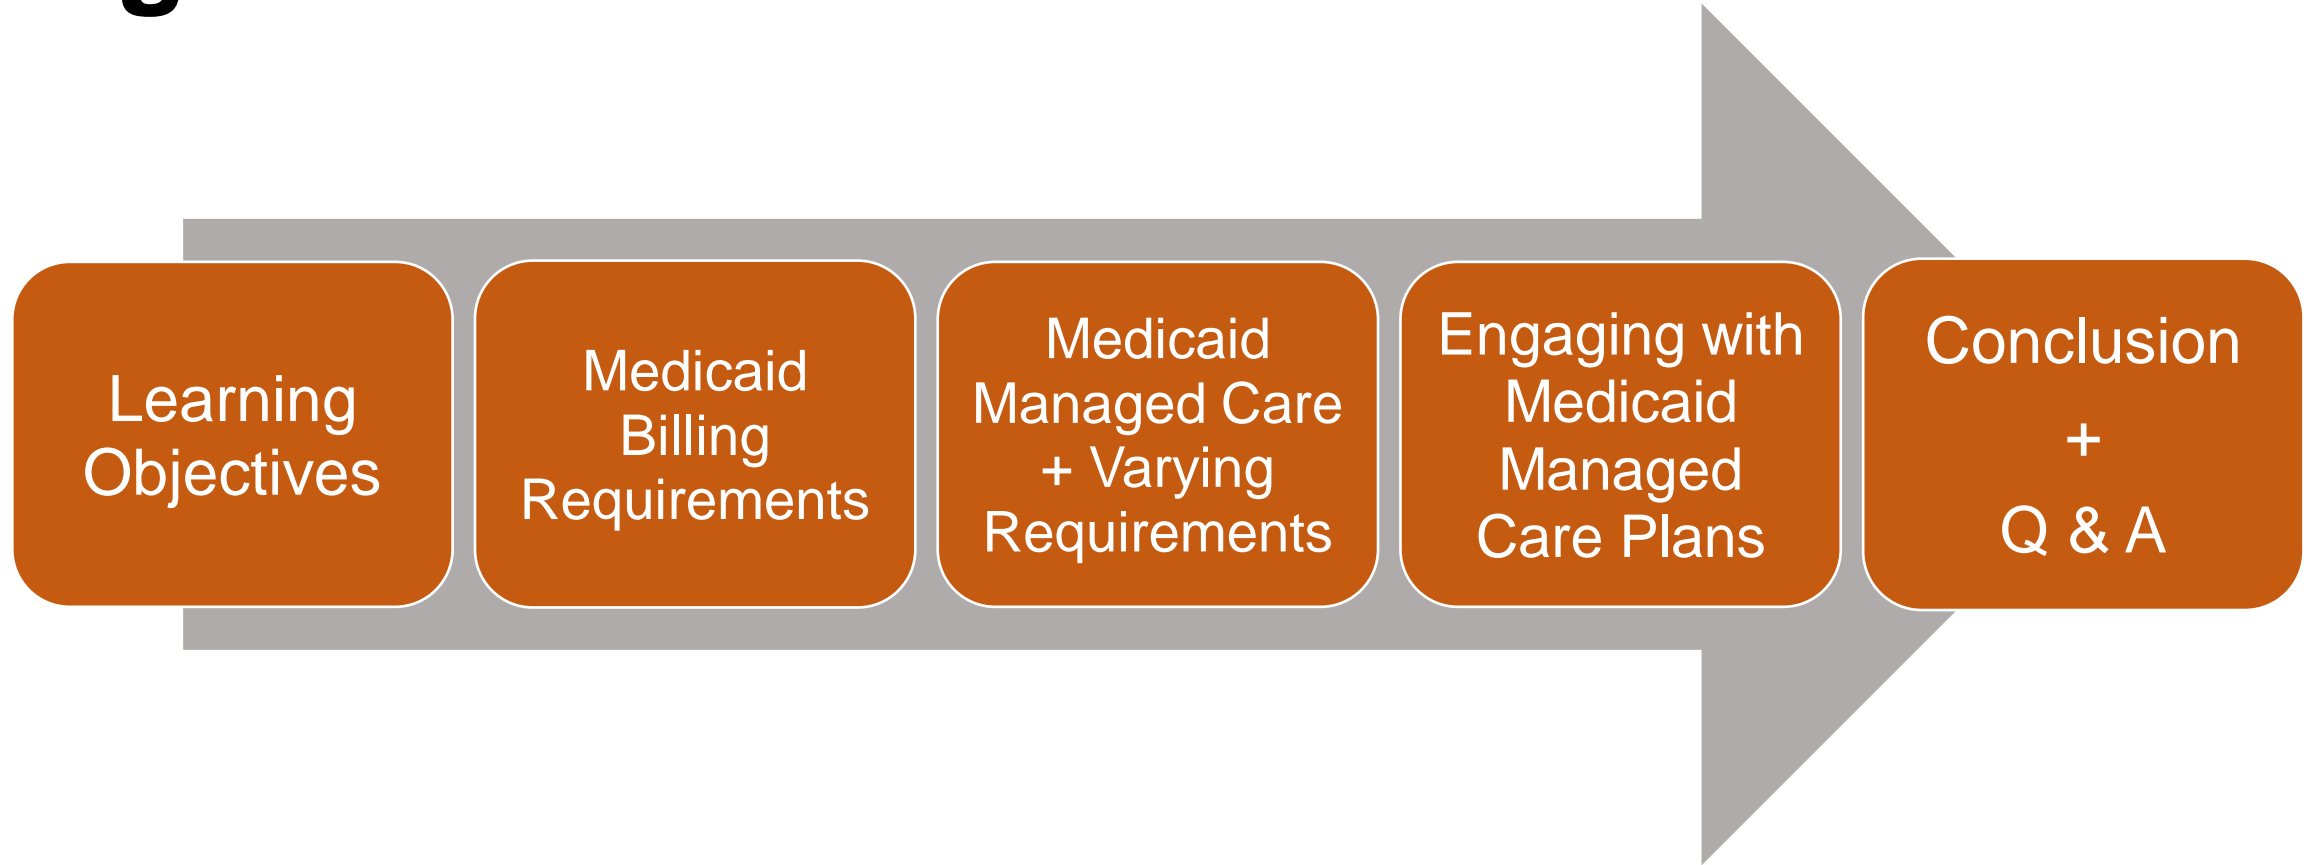 Learning
Objectives
Medicaid
Billing
Requirements
Medicaid
Managed Care
+ Varying
Requirements
Engaging with
Medicaid
Managed
Care Plans
Conclusion
+
Q & A